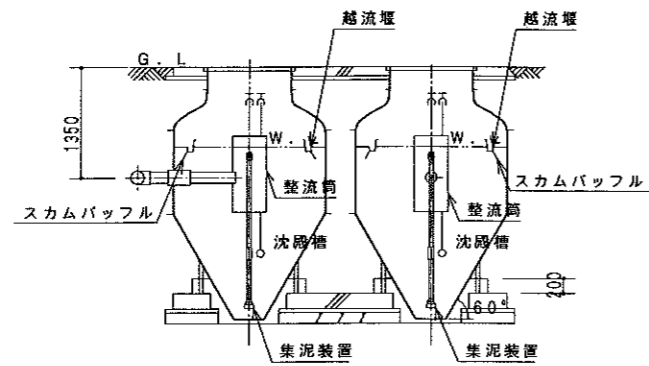 越流堰
越流堰
G.L
1350
W.
W.
スカムバッフル
整流筒
スカムバッフル
整流筒
沈殿槽
沈殿槽
200
60°
集泥装置
集泥装置